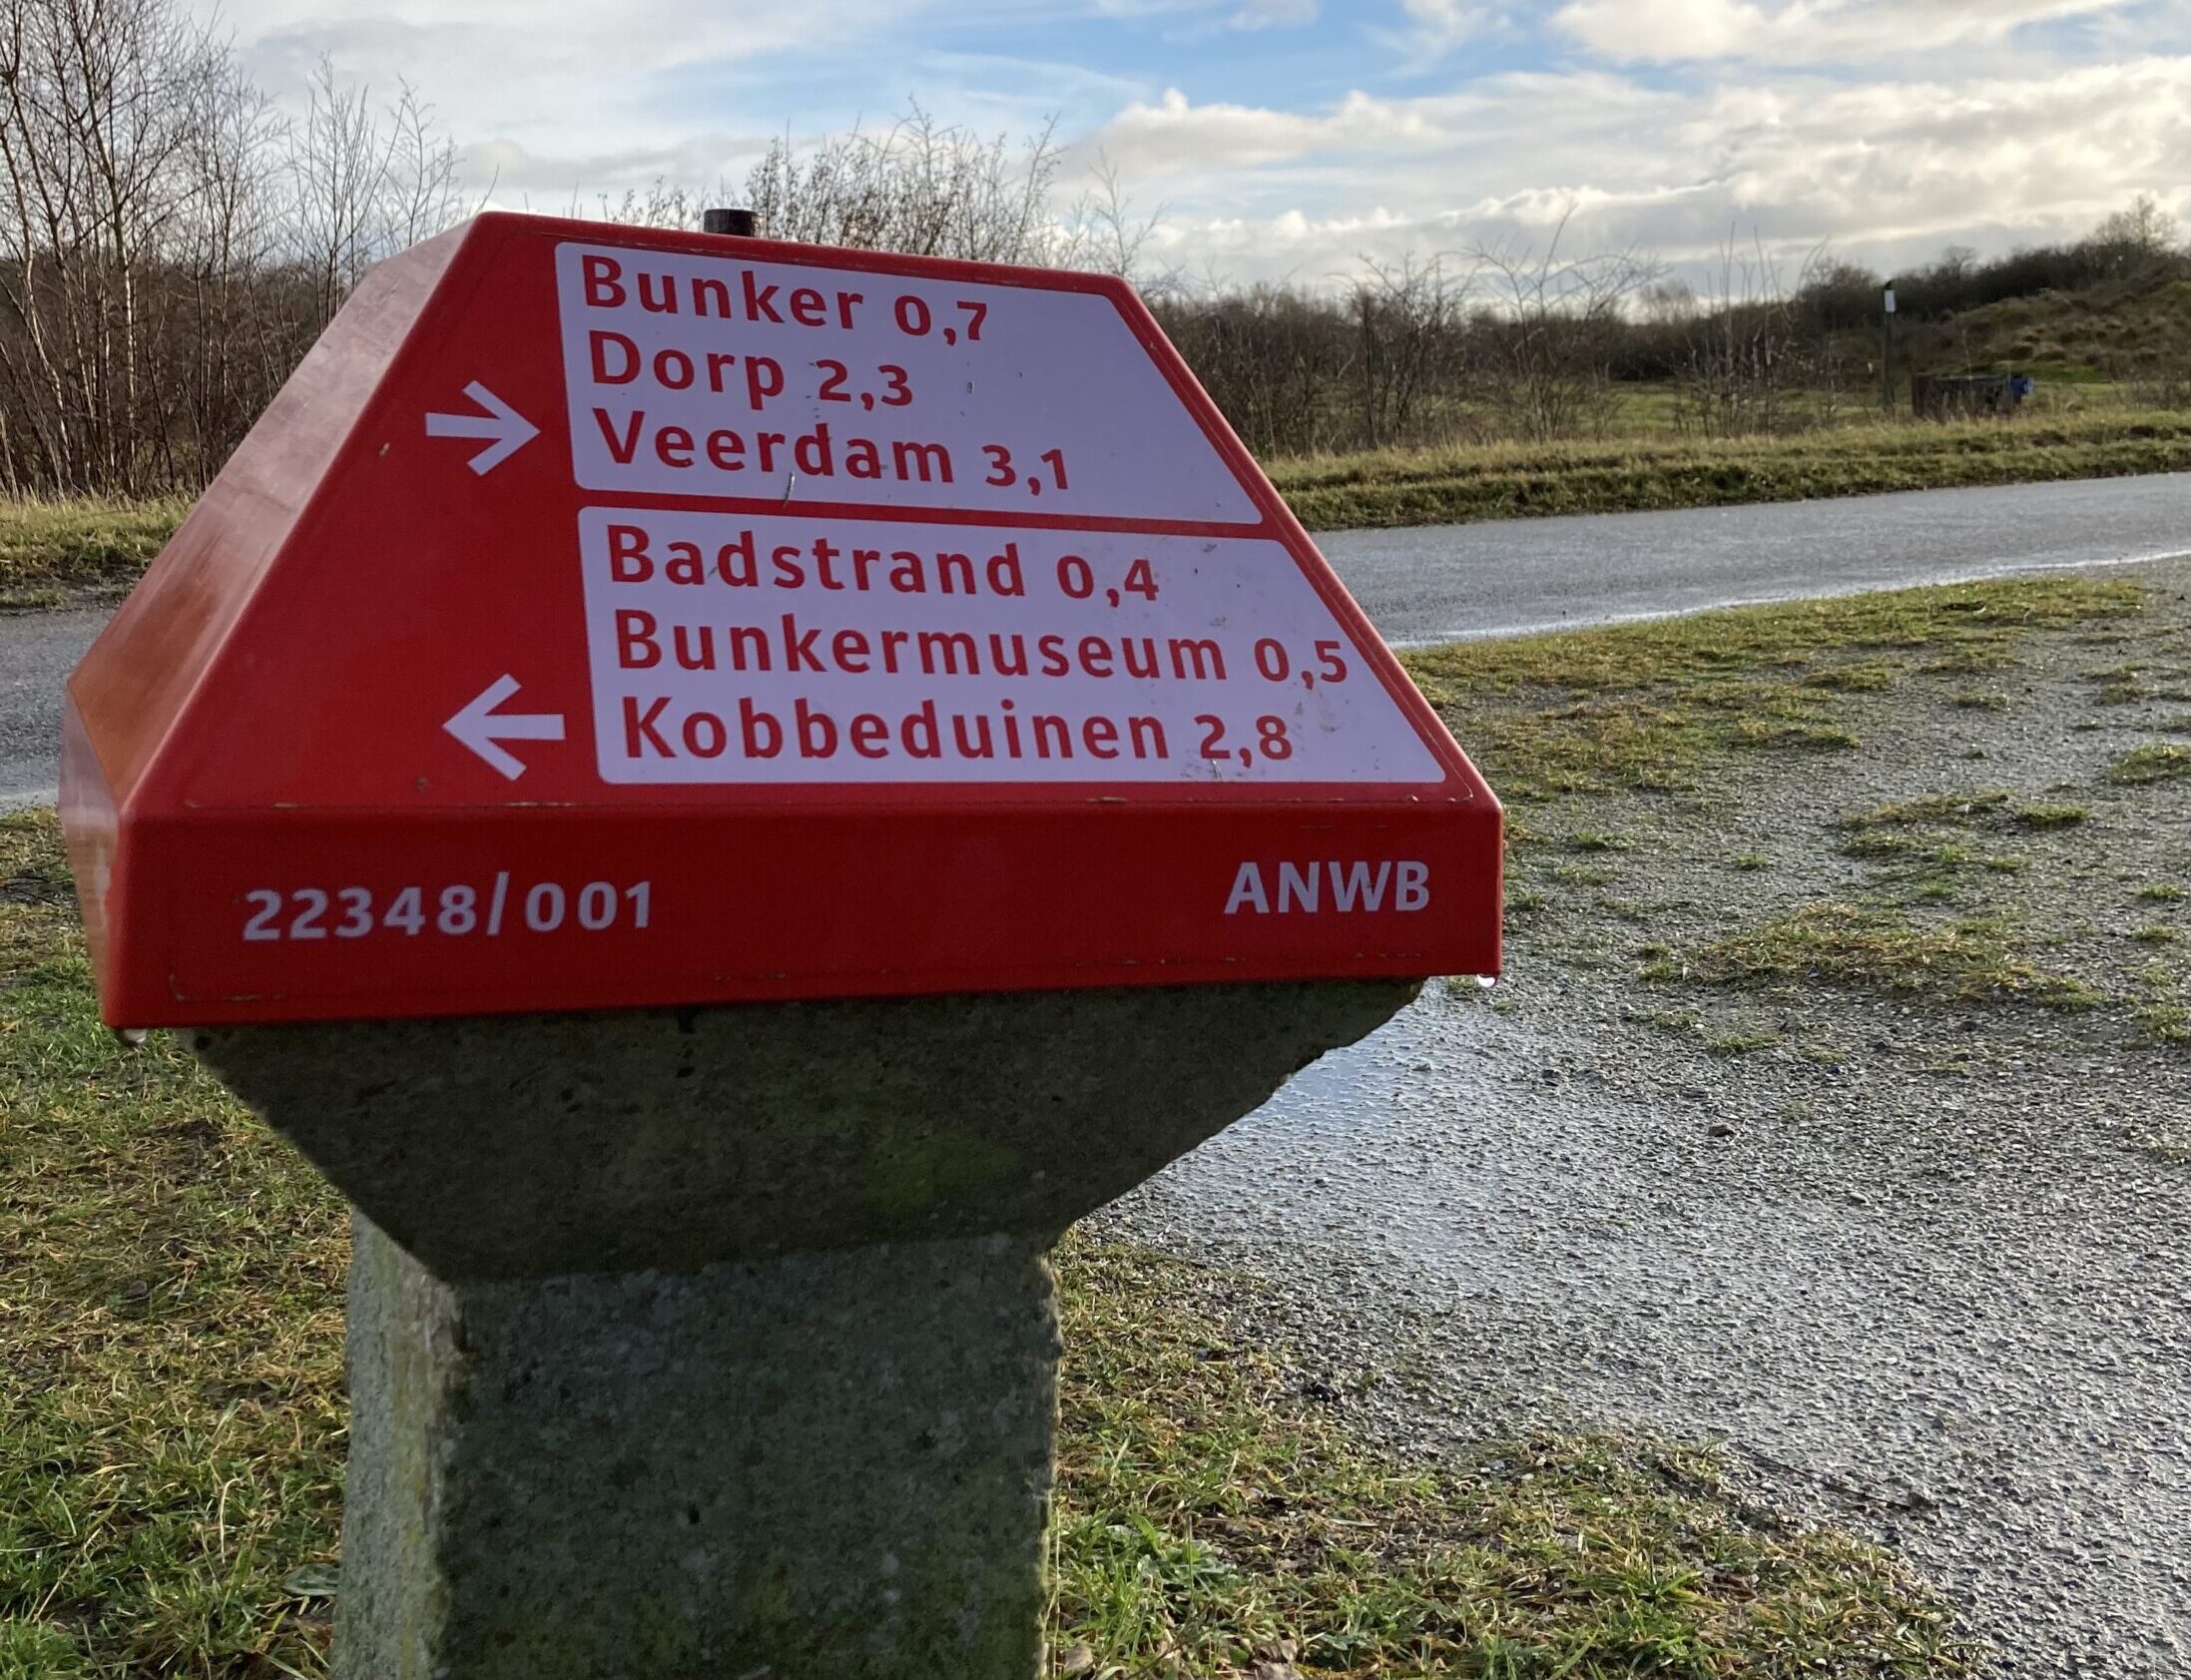 Bunker 0,7
Dorp 2,3
Veerdam 3,1
Badstrand 0,4
Bunkermuseum 0,5
Kobbeduinen 2,8
22348/001 ANWB